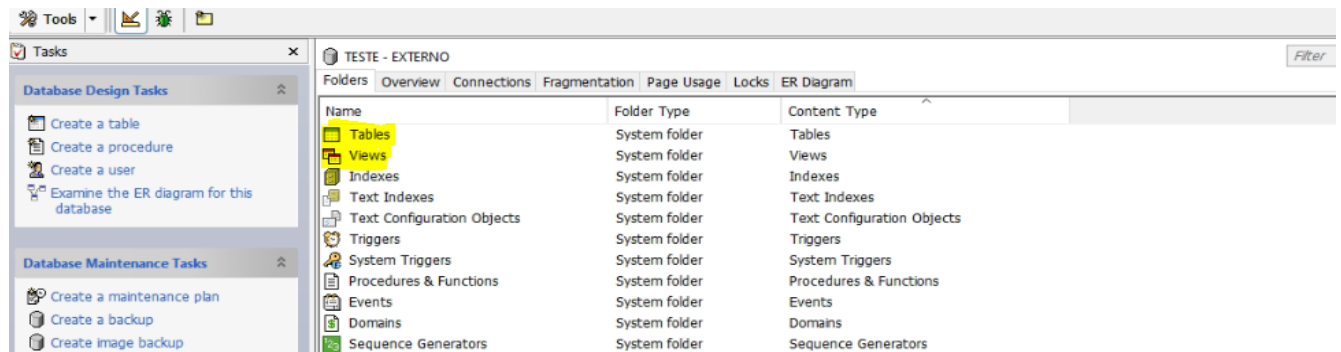 Tools
Tasks
TESTE - EXTERNO
Filter
Folders Overview Connections Fragmentation Page Usage Locks ER Diagram
Database Design Tasks
Create a table
Create a procedure
Create a user
Examine the ER diagram for this
database
Database Maintenance Tasks
Create a maintenance plan
Create a backup
Create image backup
Name Folder Type Content Type
Tables System folder Tables
Views System folder Views
Indexes System folder Indexes
Text Indexes System folder Text Indexes
Text Configuration Objects System folder Text Configuration Objects
Triggers System folder Triggers
System Triggers System folder System Triggers
Procedures & Functions System folder Procedures & Functions
Events System folder Events
Domains System folder Domains
Sequence Generators System folder Sequence Generators